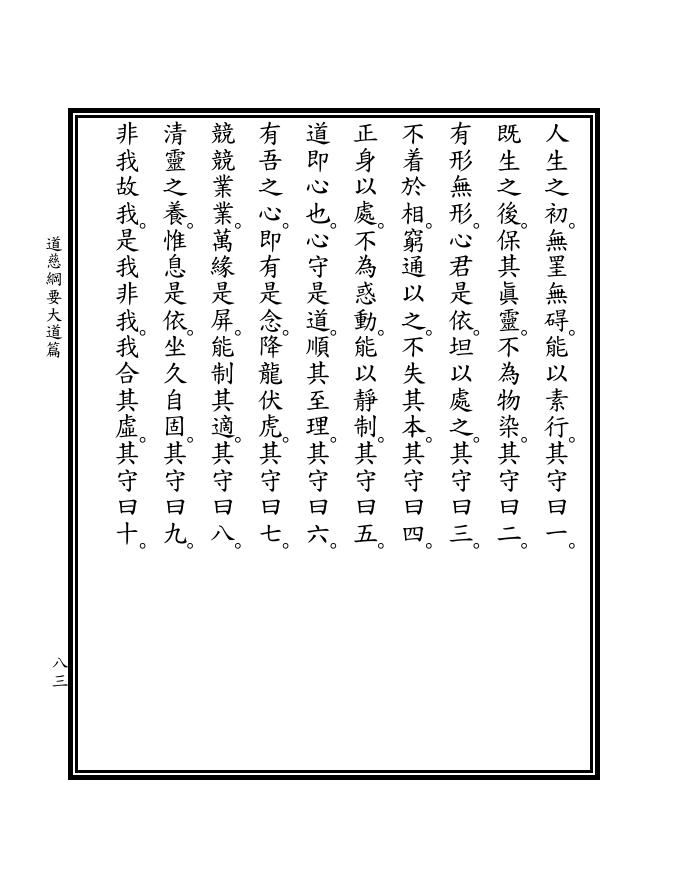 人生之初。無罣無碍。能以素行。其守曰一。
既生之後。保其眞靈。不為物染。其守曰二。
有形無形。心君是依。坦以處之。其守曰三。
不着於相。窮通以之。不失其本。其守曰四。
正身以處。不為惑動。能以靜制。其守曰五。
道即心也。心守是道。順其至理。其守曰六。
有吾之心。即有是念。降龍伏虎。其守曰七。
競競業業。萬緣是屏。能制其適。其守曰八。
清靈之養。惟息是依。坐久自固。其守曰九。
非我故我。是我非我。我合其虛。其守曰十。
道慈綱要大道篇
八三